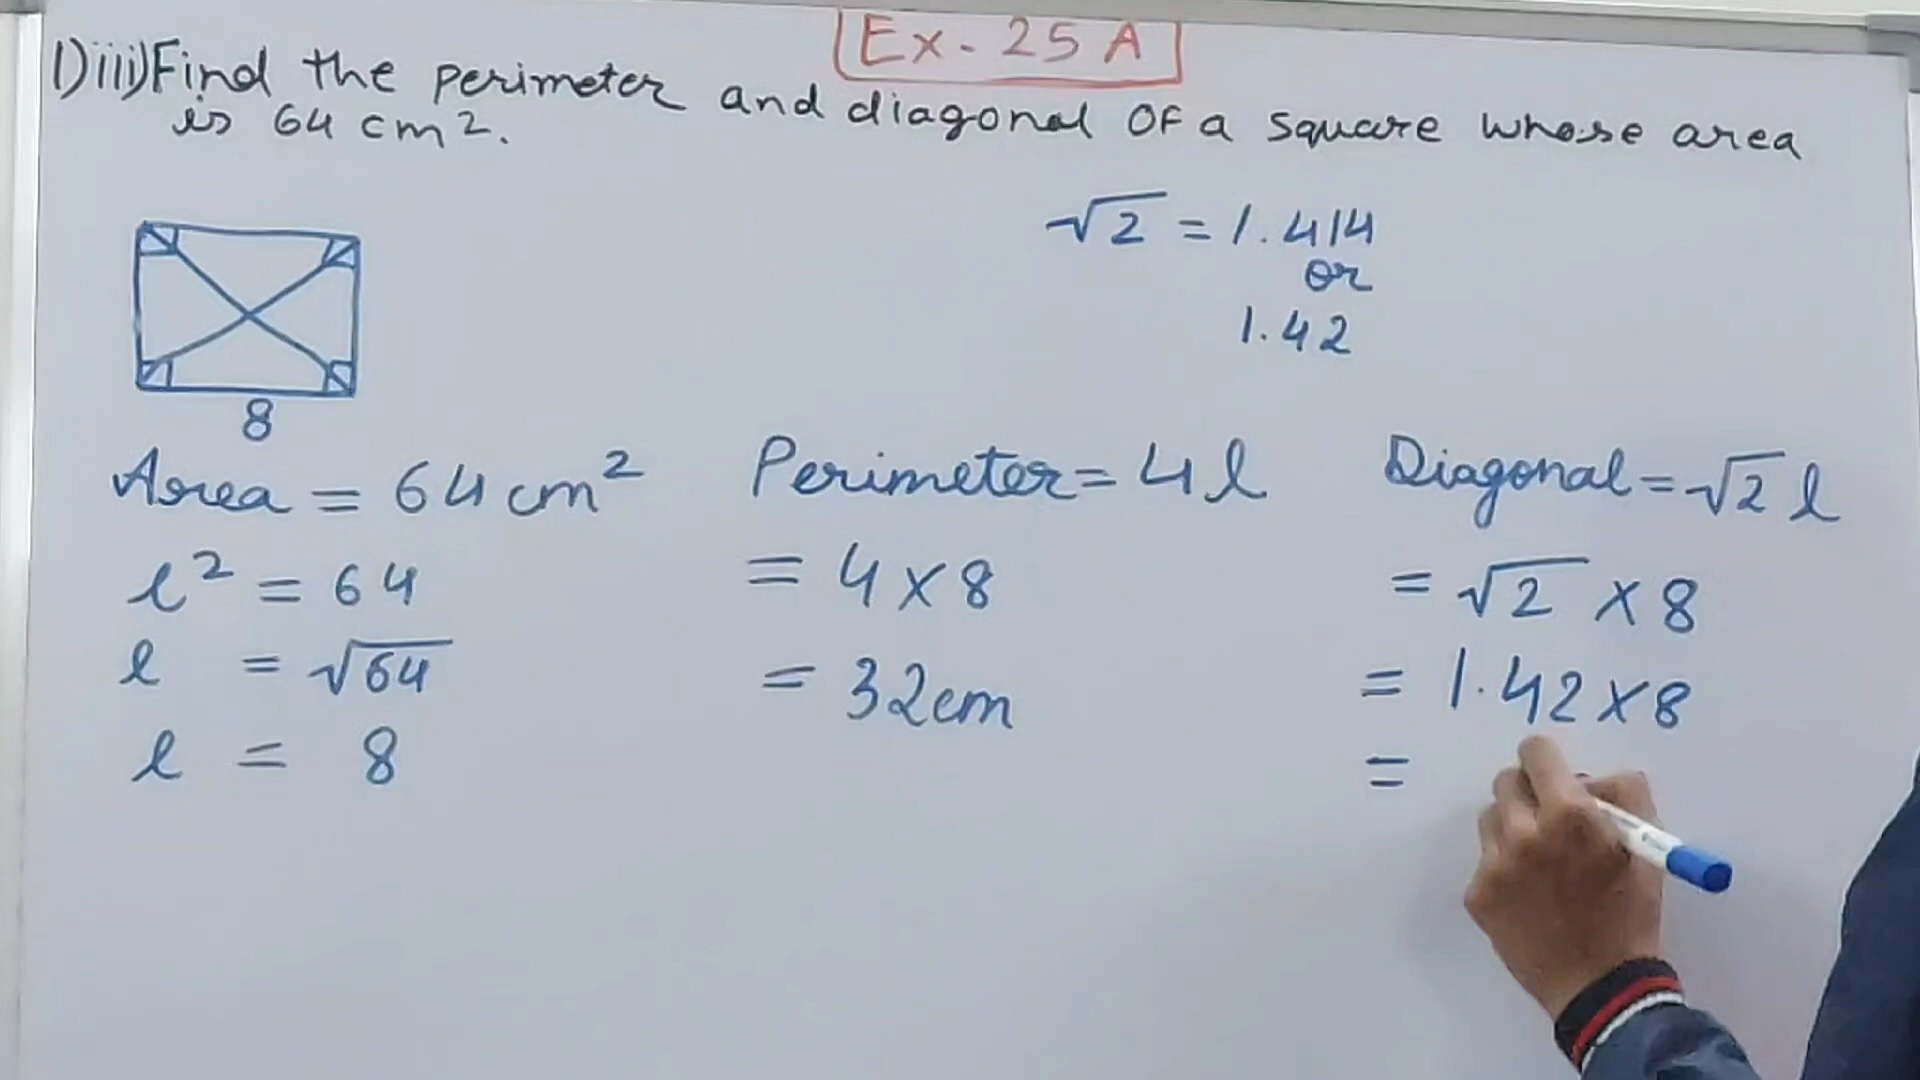 Ex. 25 A
1)iii)Find the perimeter and diagonal OF a square whose area
is 64 cm².
√2 = 1.414
or
1.42
8
Area = 64 cm²
l² = 64
l = √64
l = 8
Perimeter = 4l
= 4 × 8
= 32cm
Diagonal = √2 l
= √2 × 8
= 1.42 × 8
=